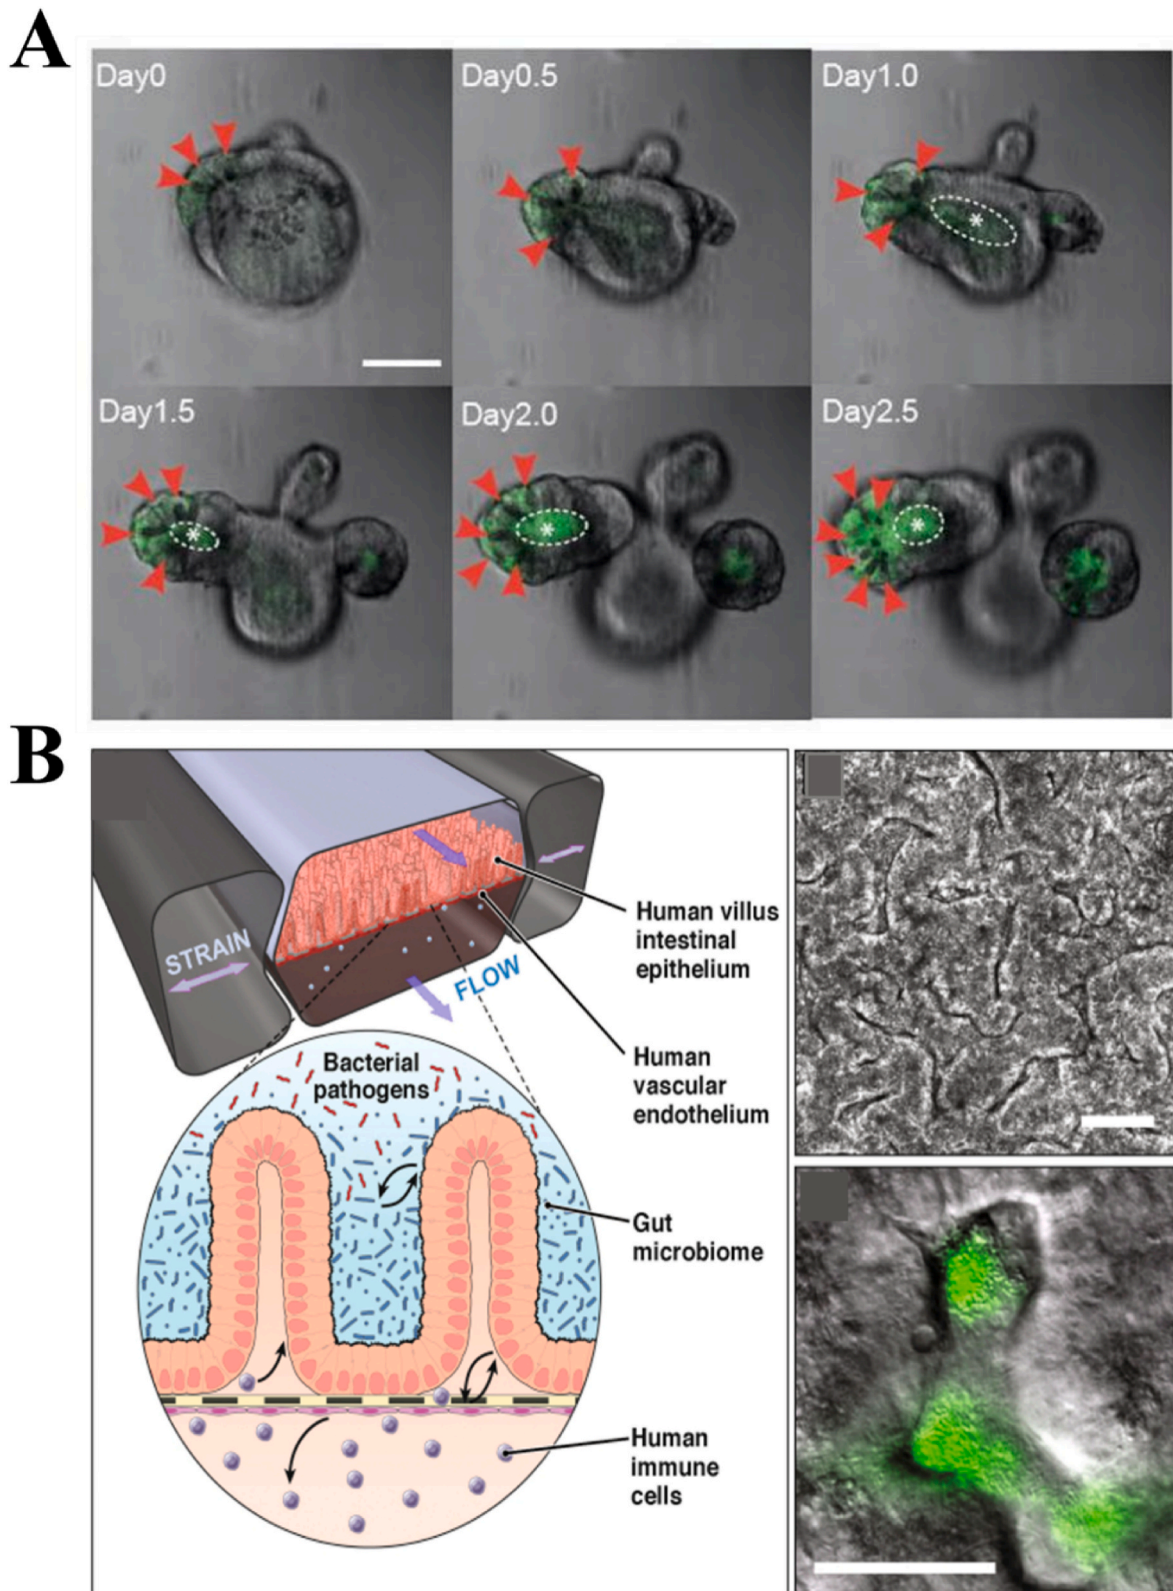 A
Day0
Day0.5
Day1.0
*
Day1.5
Day2.0
Day2.5
*
*
*
B
STRAIN
FLOW
Human villus
intestinal
epithelium
Human
vascular
endothelium
Bacterial
pathogens
Gut
microbiome
Human
immune
cells